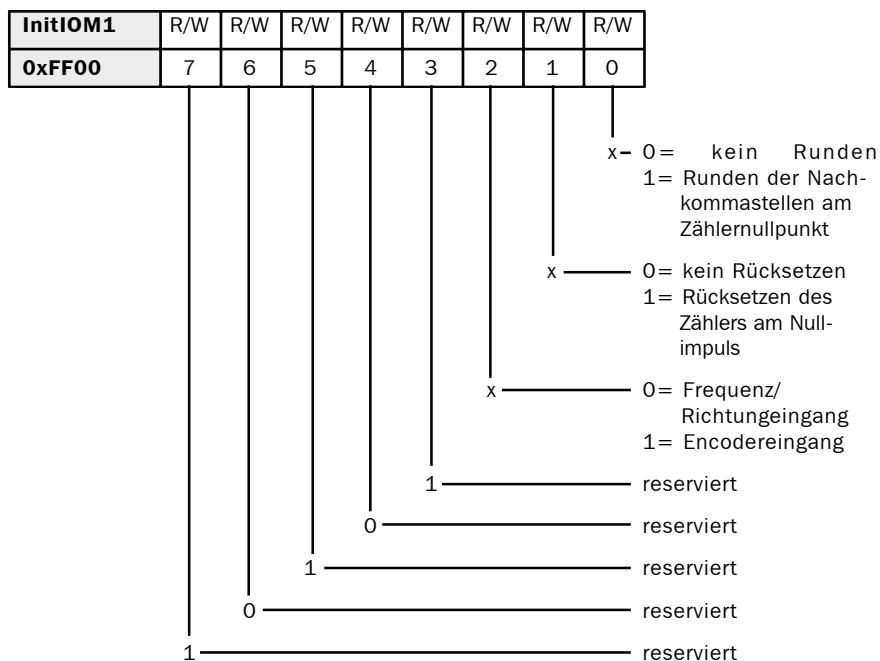 InitIOM1 R/W R/W R/W R/W R/W R/W R/W R/W
0xFF00 7 6 5 4 3 2 1 0
x 0= kein Runden
1= Runden der Nach-
kommastellen am
Zählernullpunkt
x 0= kein Rücksetzen
1= Rücksetzen des
Zählers am Null-
impuls
x 0= Frequenz/
Richtungeingang
1= Encodereingang
1 reserviert
0 reserviert
1 reserviert
0 reserviert
1 reserviert